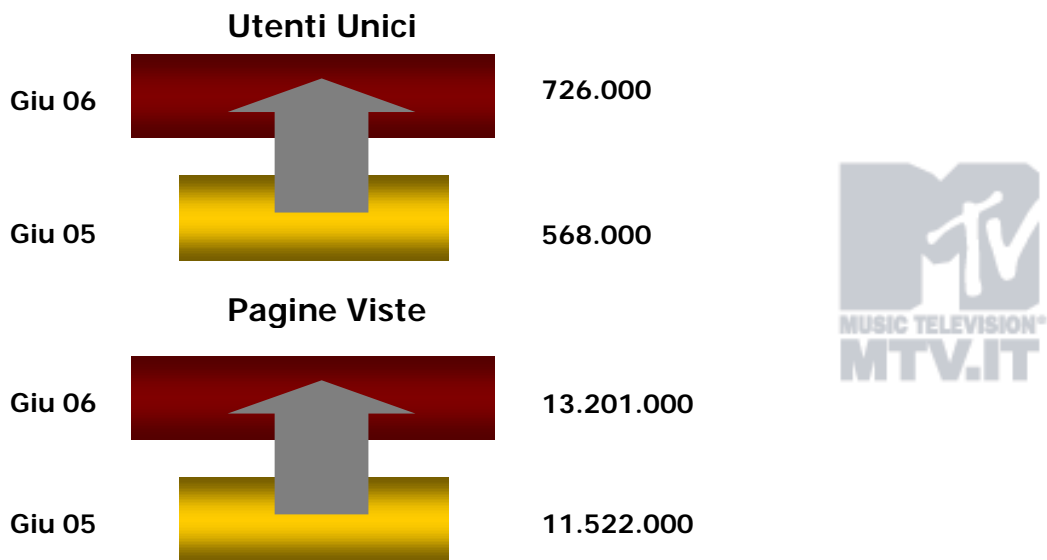 Utenti Unici
Giu 06 726.000
Giu 05 568.000
Pagine Viste
Giu 06 13.201.000
Giu 05 11.522.000
MTV
MUSIC TELEVISION®
MTV.IT